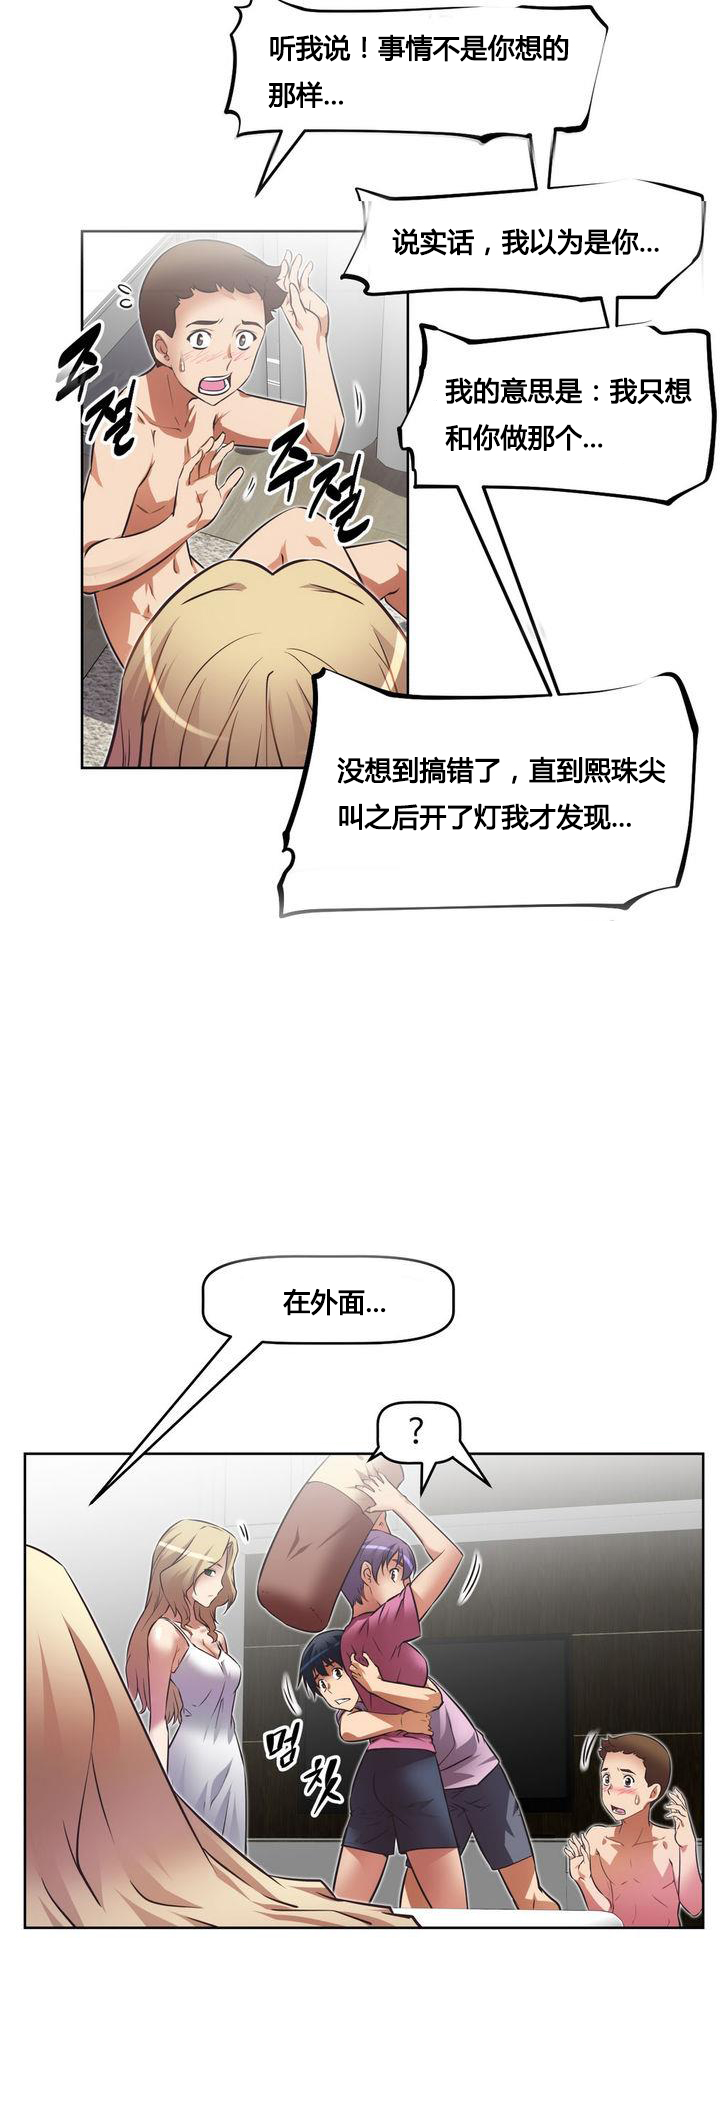 听我说！事情不是你想的
那样...
说实话，我以为是你...
我的意思是：我只想
和你做那个...
주절
주절
没想到搞错了，直到熙珠尖
叫之后开了灯我才发现...
在外面...
?
멈칫